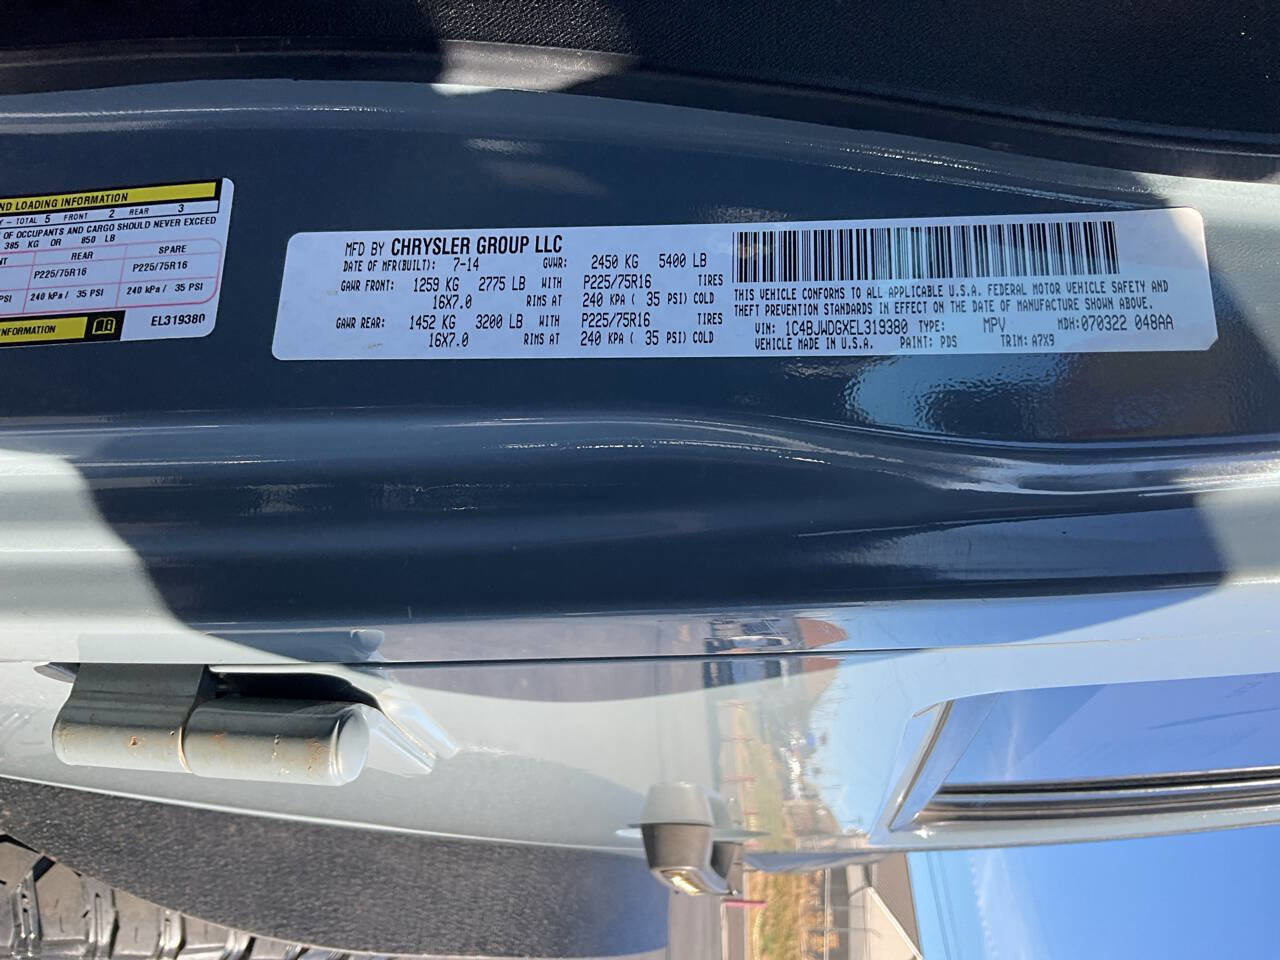 ND LOADING INFORMATION
Y - TOTAL 5 FRONT 2 REAR 3
OF OCCUPANTS AND CARGO SHOULD NEVER EXCEED
385 KG OR 850 LB
NT REAR SPARE
P225/75R16 P225/75R16
PSI 240 kPa / 35 PSI 240 kPa / 35 PSI
INFORMATION
EL319380
MFD BY CHRYSLER GROUP LLC
DATE OF MFR(BUILT): 7-14 GVWR: 2450 KG 5400 LB
GAWR FRONT: 1259 KG 2775 LB WITH P225/75R16 TIRES
16X7.0 RIMS AT 240 KPA ( 35 PSI) COLD
GAWR REAR: 1452 KG 3200 LB WITH P225/75R16 TIRES
16X7.0 RIMS AT 240 KPA ( 35 PSI) COLD
THIS VEHICLE CONFORMS TO ALL APPLICABLE U.S.A. FEDERAL MOTOR VEHICLE SAFETY AND
THEFT PREVENTION STANDARDS IN EFFECT ON THE DATE OF MANUFACTURE SHOWN ABOVE.
VIN: 1C4BJWDGXEL319380 TYPE: MPV MDH: 070322 048AA
VEHICLE MADE IN U.S.A. PAINT: PDS TRIM: A7X9